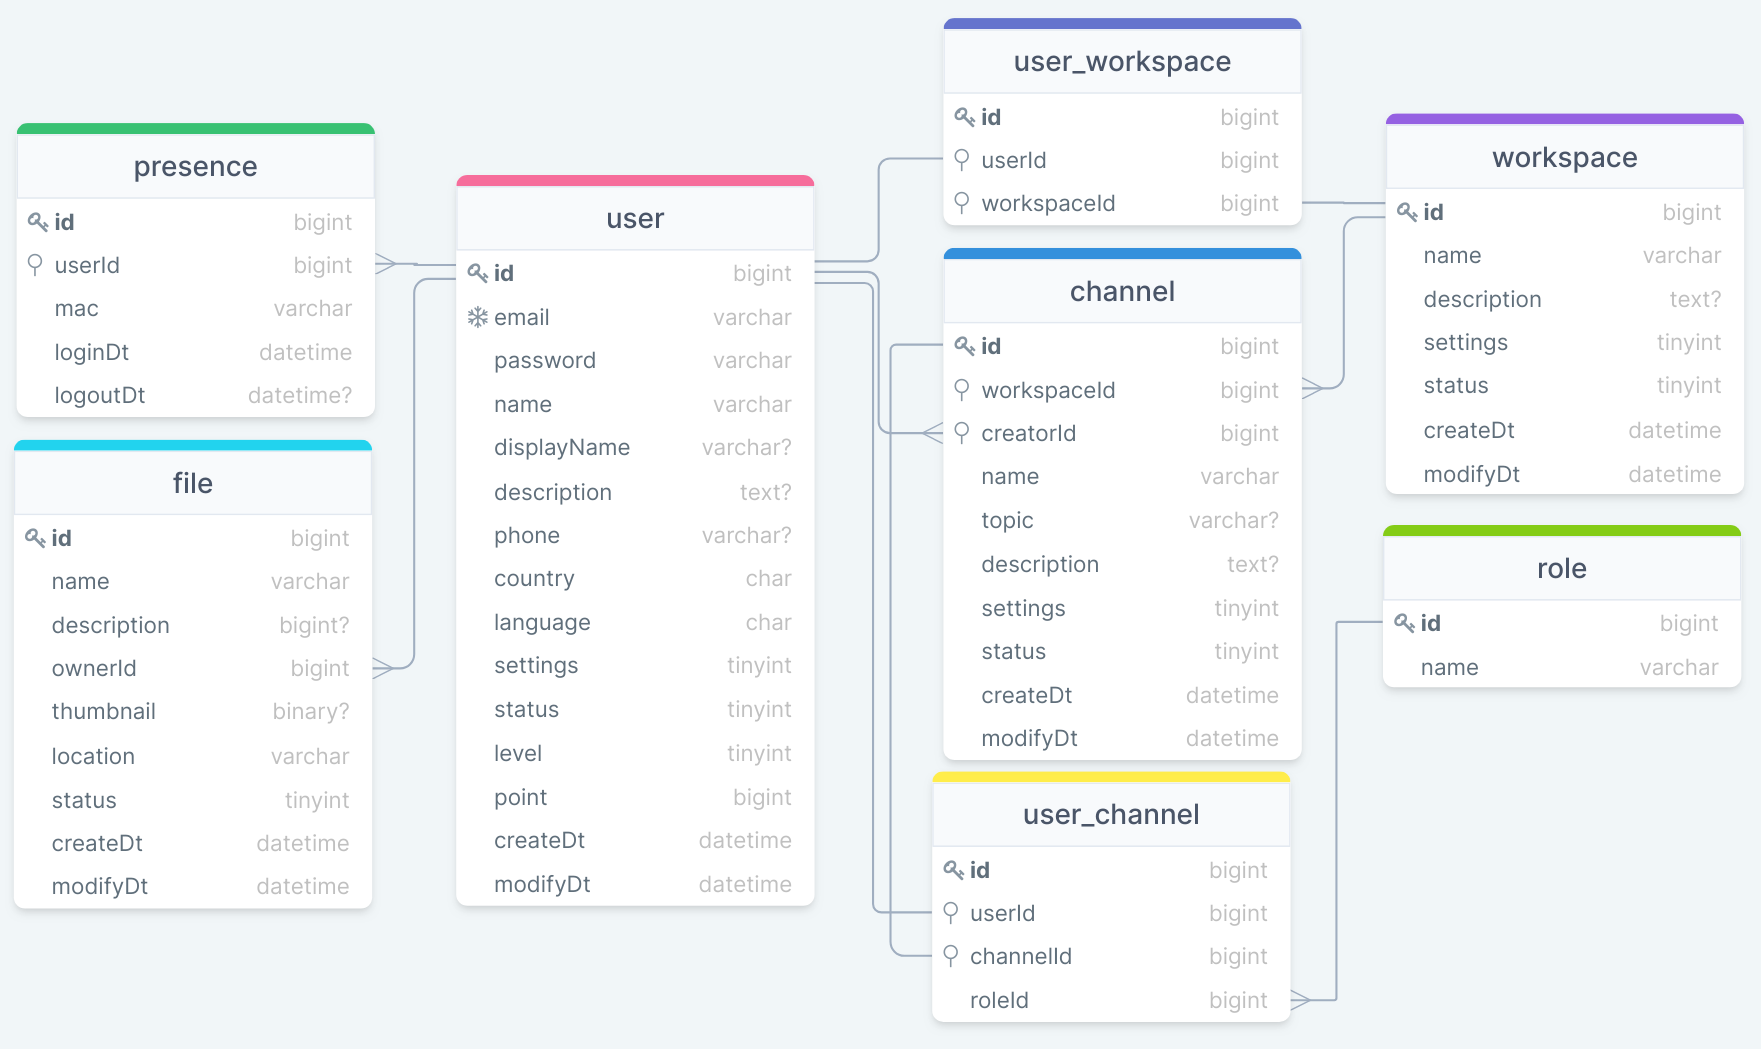 presence
id bigint
userId bigint
mac varchar
loginDt datetime
logoutDt datetime?
file
id bigint
name varchar
description bigint?
ownerId bigint
thumbnail binary?
location varchar
status tinyint
createDt datetime
modifyDt datetime
user
id bigint
email varchar
password varchar
name varchar
displayName varchar?
description text?
phone varchar?
country char
language char
settings tinyint
status tinyint
level tinyint
point bigint
createDt datetime
modifyDt datetime
user_workspace
id bigint
userId bigint
workspaceId bigint
channel
id bigint
workspaceId bigint
creatorId bigint
name varchar
topic varchar?
description text?
settings tinyint
status tinyint
createDt datetime
modifyDt datetime
user_channel
id bigint
userId bigint
channelId bigint
roleId bigint
workspace
id bigint
name varchar
description text?
settings tinyint
status tinyint
createDt datetime
modifyDt datetime
role
id bigint
name varchar